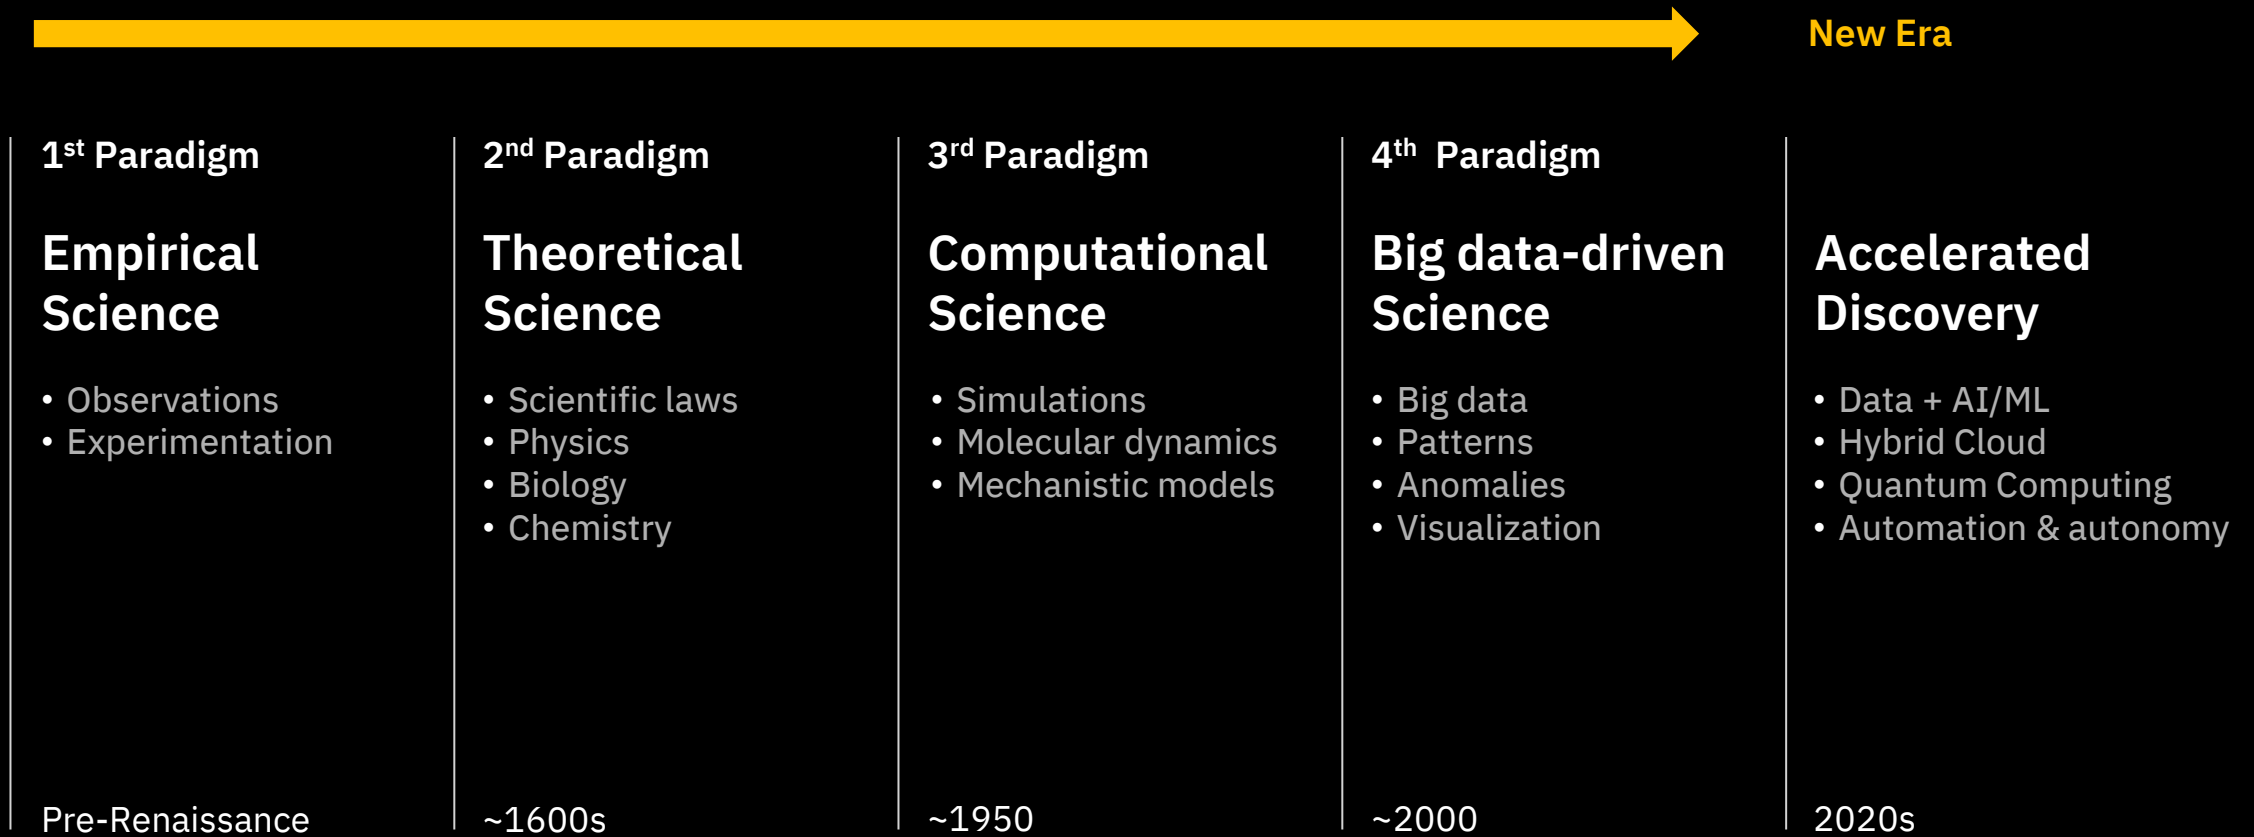 New Era
1st Paradigm
Empirical
Science
• Observations
• Experimentation
Pre-Renaissance
2nd Paradigm
Theoretical
Science
• Scientific laws
• Physics
• Biology
• Chemistry
~1600s
3rd Paradigm
Computational
Science
• Simulations
• Molecular dynamics
• Mechanistic models
~1950
4th Paradigm
Big data-driven
Science
• Big data
• Patterns
• Anomalies
• Visualization
~2000
Accelerated
Discovery
• Data + AI/ML
• Hybrid Cloud
• Quantum Computing
• Automation & autonomy
2020s